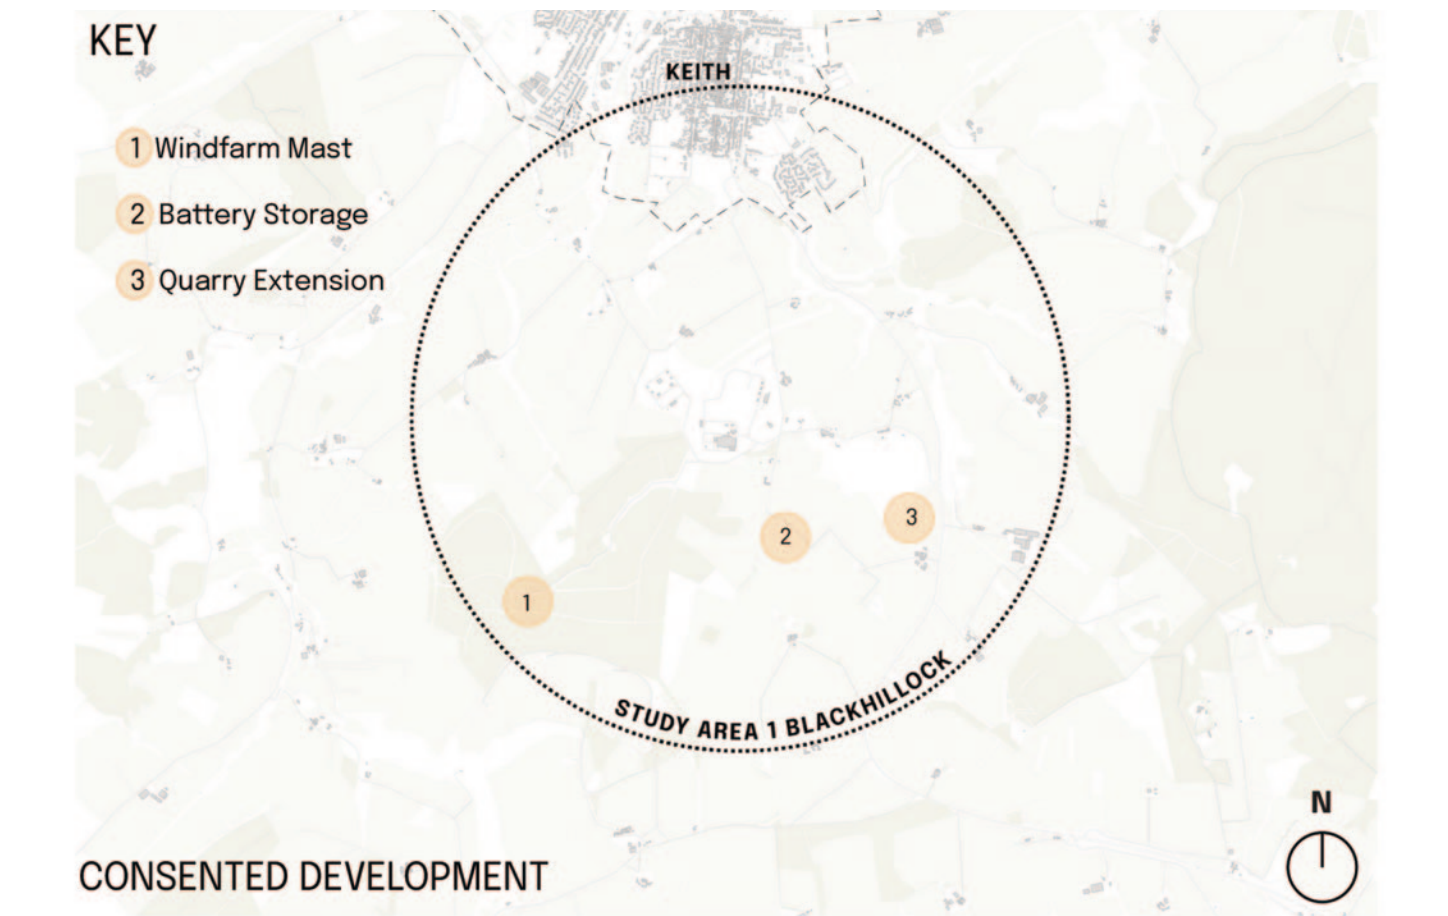 KEY
KEITH
1 Windfarm Mast
2 Battery Storage
3 Quarry Extension
3
2
1
STUDY AREA 1 BLACKHILLOCK
N
CONSENTED DEVELOPMENT